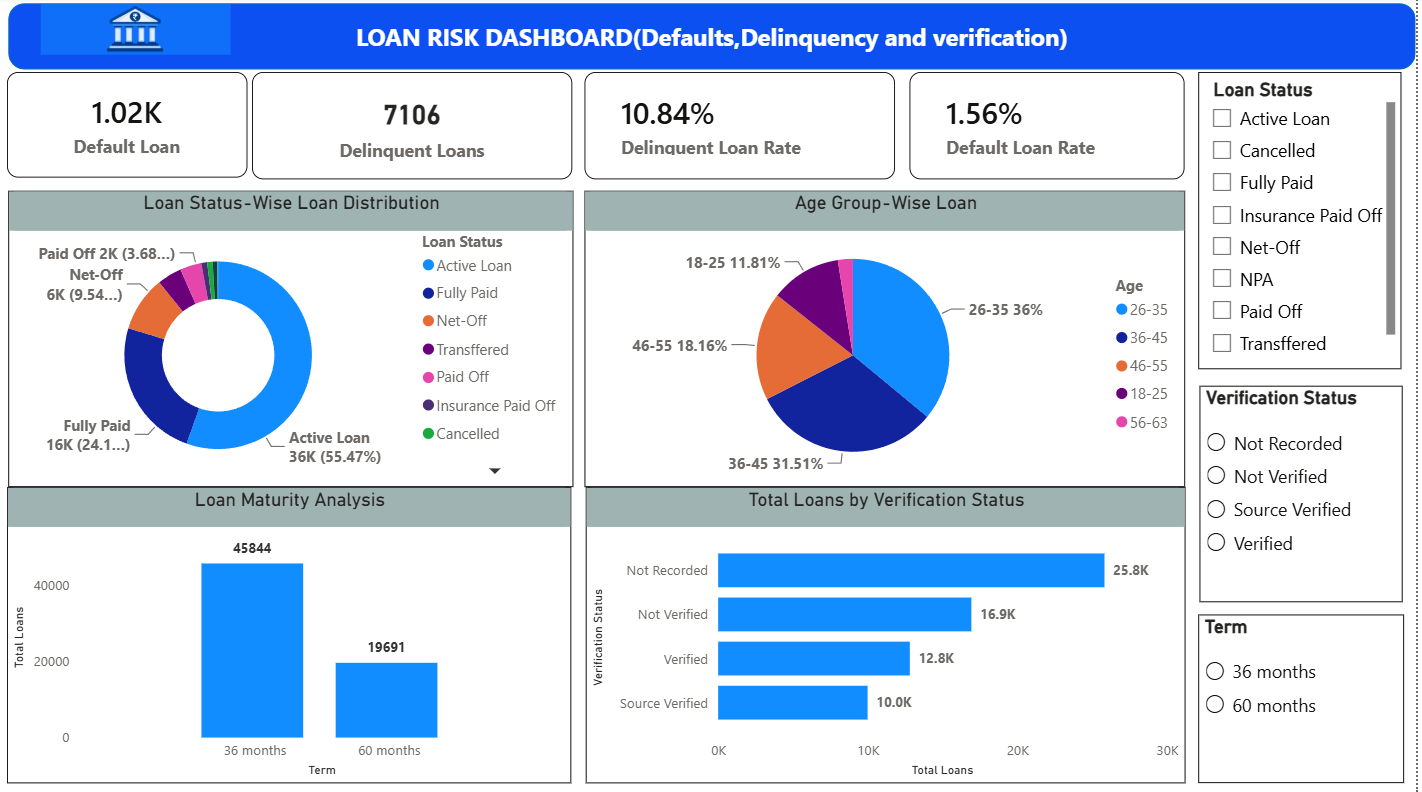 LOAN RISK DASHBOARD(Defaults,Delinquency and verification)
1.02K
Default Loan
7106
Delinquent Loans
10.84%
Delinquent Loan Rate
1.56%
Default Loan Rate
Loan Status
Active Loan
Cancelled
Fully Paid
Insurance Paid Off
Net-Off
NPA
Paid Off
Transffered
Loan Status-Wise Loan Distribution
Paid Off 2K (3.68...)
Net-Off
6K (9.54...)
Fully Paid
16K (24.1...)
Active Loan
36K (55.47%)
Loan Status
Active Loan
Fully Paid
Net-Off
Transffered
Paid Off
Insurance Paid Off
Cancelled
Age Group-Wise Loan
18-25 11.81%
26-35 36%
46-55 18.16%
36-45 31.51%
Age
26-35
36-45
46-55
18-25
56-63
Verification Status
Not Recorded
Not Verified
Source Verified
Verified
Loan Maturity Analysis
Total Loans
40000
20000
0
45844
19691
36 months
60 months
Term
Total Loans by Verification Status
Verification Status
Not Recorded
25.8K
Not Verified
16.9K
Verified
12.8K
Source Verified
10.0K
0K
10K
20K
30K
Total Loans
Term
36 months
60 months
₹